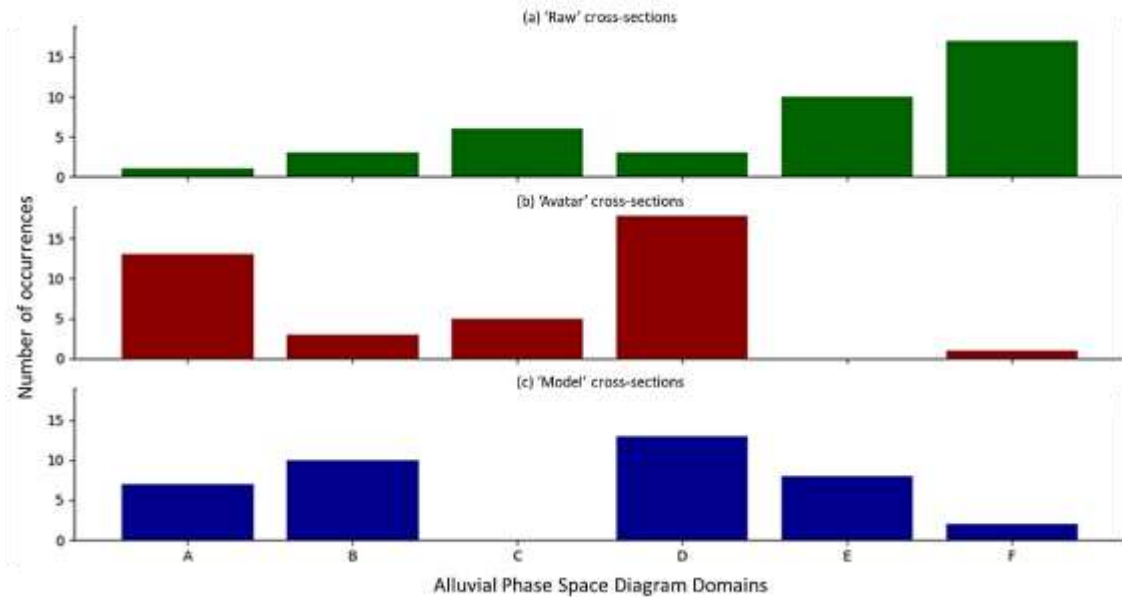 (a) ‘Raw’ cross-sections
15
10
5
0
(b) ‘Avatar’ cross-sections
15
10
5
0
(c) ‘Model’ cross-sections
15
10
5
0
A B C D E F
Number of occurrences
Alluvial Phase Space Diagram Domains